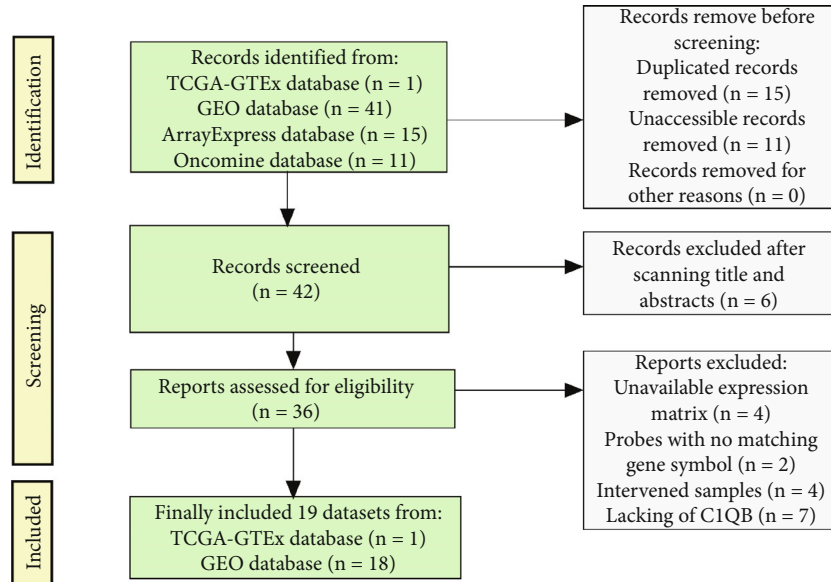 Identification
Records identified from:
TCGA-GTEx database (n = 1)
GEO database (n = 41)
ArrayExpress database (n = 15)
Oncomine database (n = 11)
Records remove before
screening:
Duplicated records
removed (n = 15)
Unaccessible records
removed (n = 11)
Records removed for
other reasons (n = 0)
Screening
Records screened
(n = 42)
Records excluded after
scanning title and
abstracts (n = 6)
Reports assessed for eligibility
(n = 36)
Reports excluded:
Unavailable expression
matrix (n = 4)
Probes with no matching
gene symbol (n = 2)
Intervened samples (n = 4)
Lacking of C1QB (n = 7)
Included
Finally included 19 datasets from:
TCGA-GTEx database (n = 1)
GEO database (n = 18)